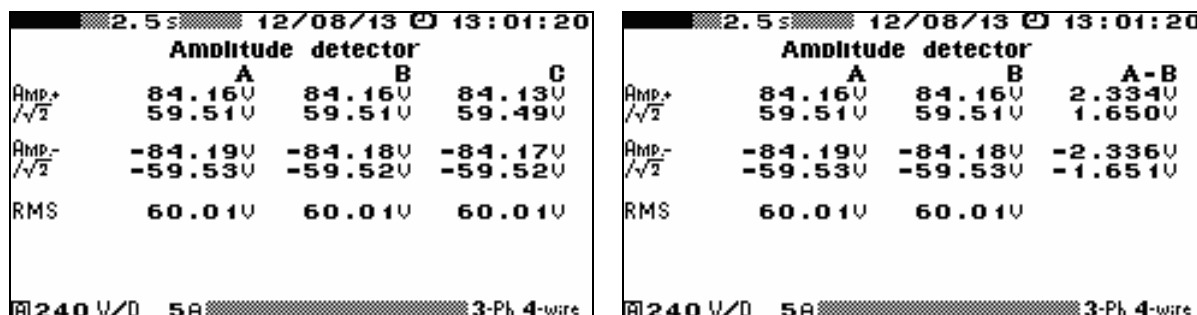 2.5s 12/08/13 13:01:20
Amplitude detector
A B C
Amp.+ 84.16V 84.16V 84.13V
/√2 59.51V 59.51V 59.49V
Amp.- -84.19V -84.18V -84.17V
/√2 -59.53V -59.52V -59.52V
RMS 60.01V 60.01V 60.01V
A 240 V/D 5A 3-Ph 4-wire
2.5s 12/08/13 13:01:20
Amplitude detector
A B A-B
Amp.+ 84.16V 84.16V 2.334V
/√2 59.51V 59.51V 1.650V
Amp.- -84.19V -84.18V -2.336V
/√2 -59.53V -59.53V -1.651V
RMS 60.01V 60.01V
A 240 V/D 5A 3-Ph 4-wire